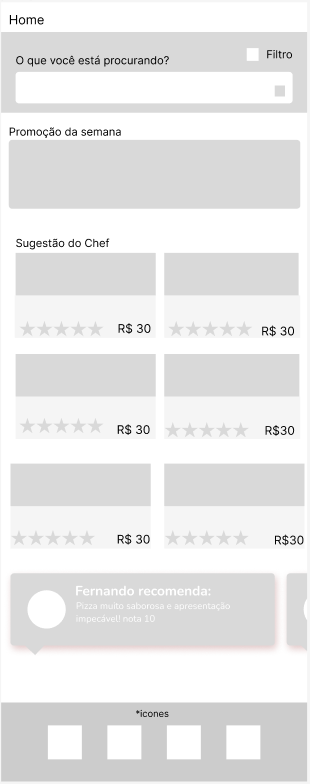 Home
Filtro
O que você está procurando?
Promoção da semana
Sugestão do Chef
R$ 30
R$ 30
R$ 30
R$30
R$ 30
R$30
Fernando recomenda:
Pizza muito saborosa e apresentação
impecável! nota 10
*icones